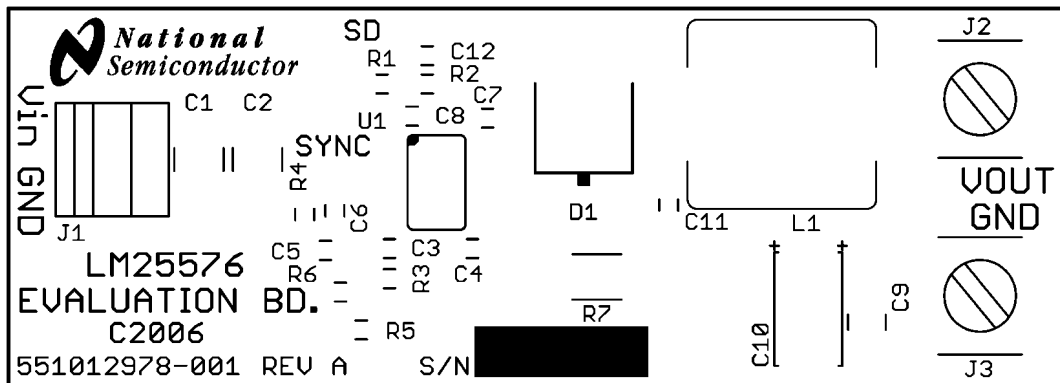 National
Semiconductor
SD
J2
R1
C12
R2
C1
C2
C7
C8
U1
Vin GND
SYNC
R4
VOUT
GND
D1
C11
L1
J1
C6
C5
C3
C4
R6
R3
LM25576
EVALUATION BD.
C2006
C9
R7
C10
R5
551012978-001 REV A
S/N
J3